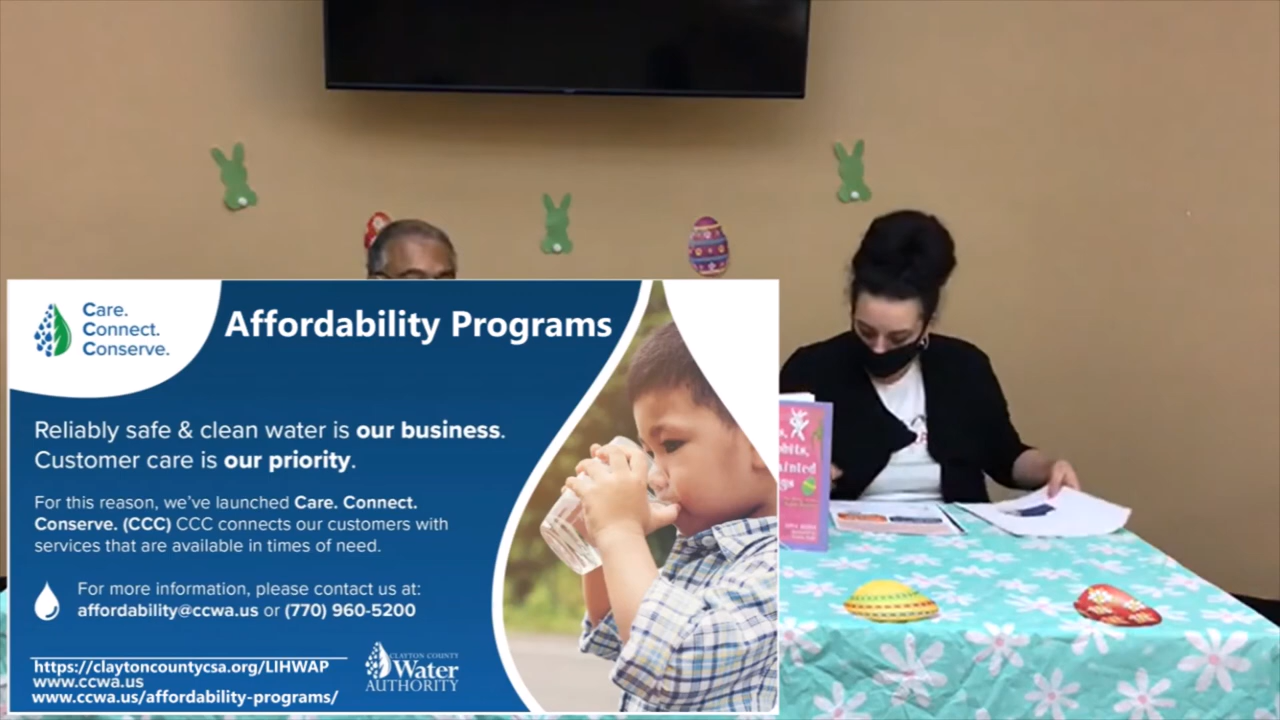 Care.
Connect.
Conserve.
Affordability Programs
Reliably safe & clean water is our business.
Customer care is our priority.
For this reason, we've launched Care. Connect.
Conserve. (CCC) CCC connects our customers with
services that are available in times of need.
For more information, please contact us at:
affordability@ccwa.us or (770) 960-5200
https://claytoncountycsa.org/LIHWAP
www.ccwa.us
www.ccwa.us/affordability-programs/
CLAYTON COUNTY
Water
AUTHORITY